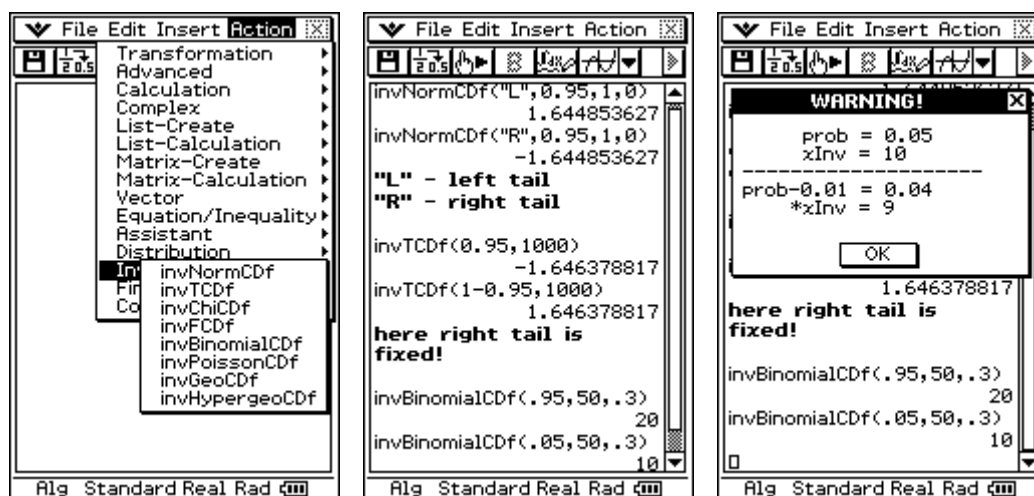 File Edit Insert Action
Transformation
Advanced
Calculation
Complex
List-Create
List-Calculation
Matrix-Create
Matrix-Calculation
Vector
Equation/Inequality
Assistant
Distribution
invNormCDf
invTCDf
invChiCDf
invFCDf
invBinomialCDf
invPoissonCDf
invGeoCDf
invHypergeoCDf
Alg Standard Real Rad
File Edit Insert Action
invNormCDf("L",0.95,1,0)
1.644853627
invNormCDf("R",0.95,1,0)
-1.644853627
"L" - left tail
"R" - right tail
invTCDf(0.95,1000)
-1.646378817
invTCDf(1-0.95,1000)
1.646378817
here right tail is
fixed!
invBinomialCDf(.95,50,.3)
20
invBinomialCDf(.05,50,.3)
10
Alg Standard Real Rad
File Edit Insert Action
WARNING!
prob = 0.05
xInv = 10
----------------------
prob-0.01 = 0.04
*xInv = 9
OK
1.646378817
here right tail is
fixed!
invBinomialCDf(.95,50,.3)
20
invBinomialCDf(.05,50,.3)
10
Alg Standard Real Rad